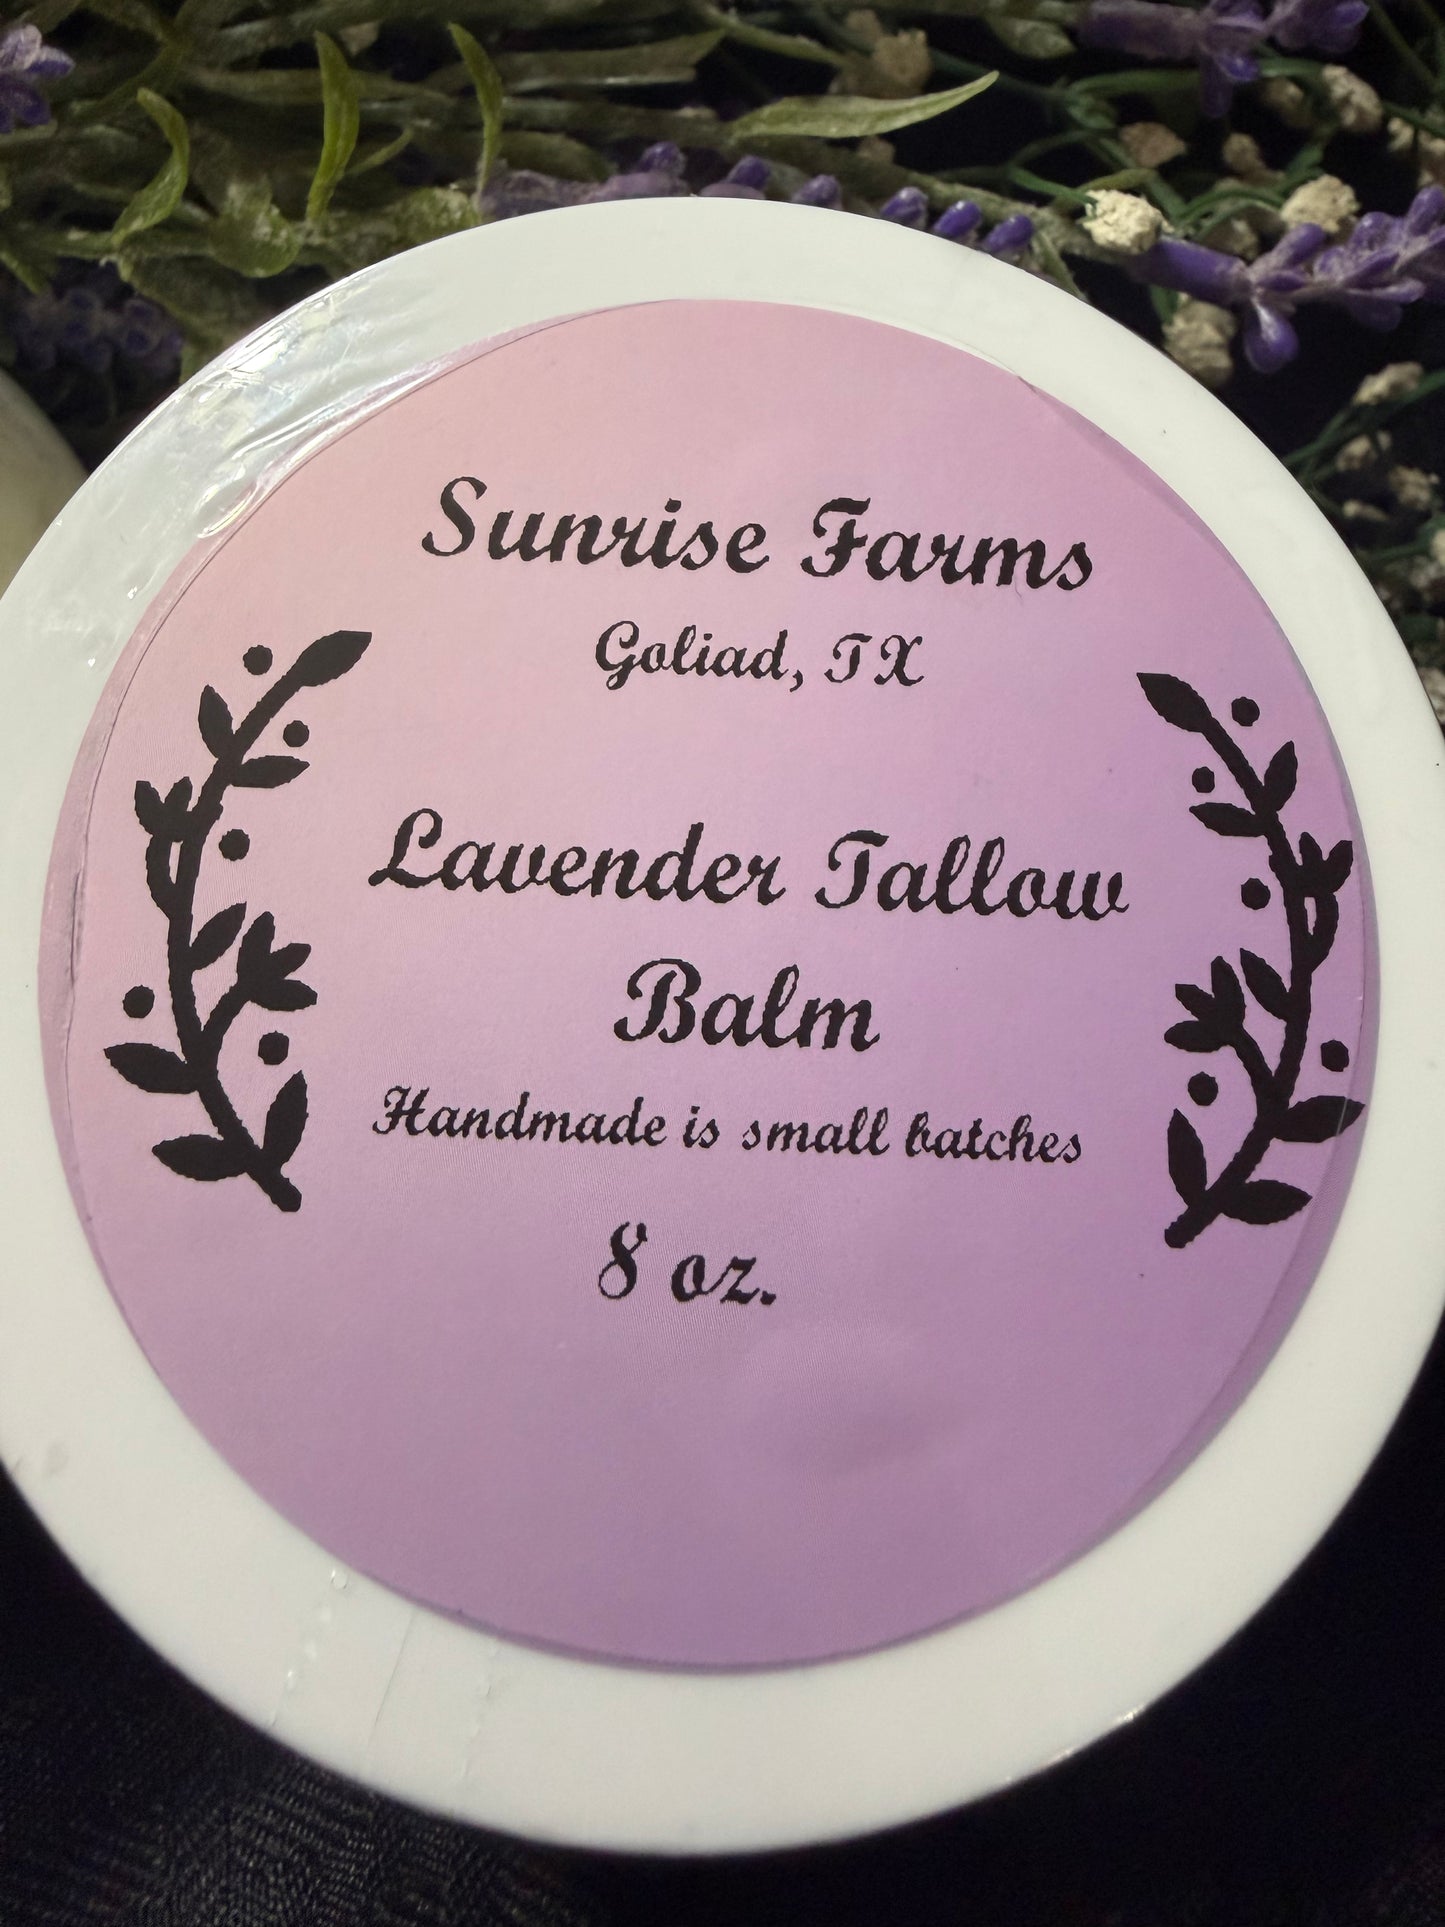 Sunrise Farms
Goliad, TX
Lavender Tallow
Balm
Handmade is small batches
8 oz.